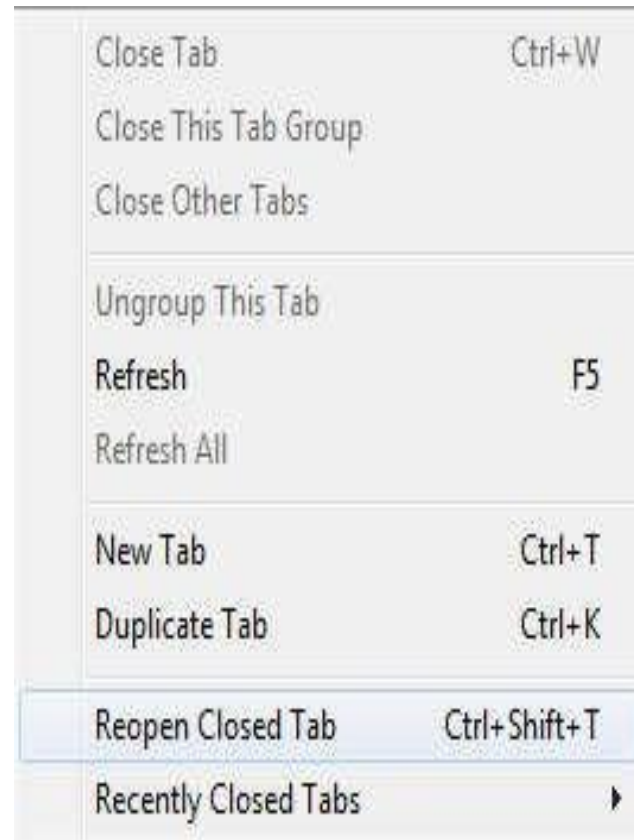 Close Tab Ctrl+W
Close This Tab Group
Close Other Tabs
Ungroup This Tab
Refresh F5
Refresh All
New Tab Ctrl+T
Duplicate Tab Ctrl+K
Reopen Closed Tab Ctrl+Shift+T
Recently Closed Tabs